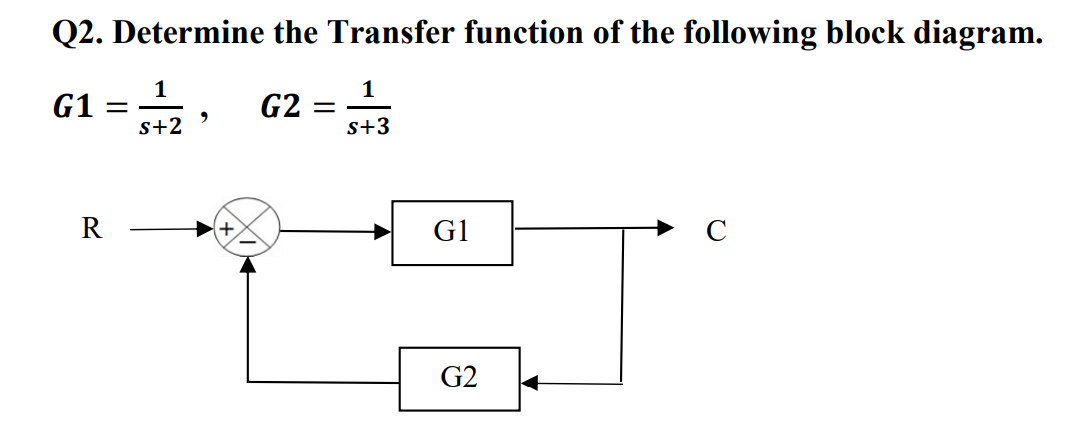 Q2. Determine the Transfer function of the following block diagram.
G1 = 1/s+2 , G2 = 1/s+3
R + − G1 C
G2